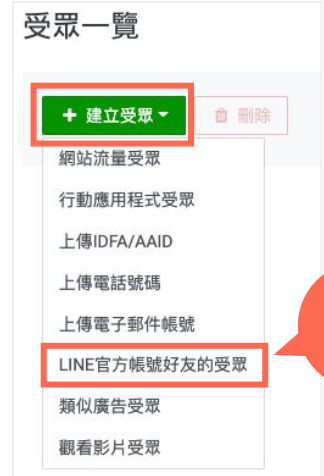 受眾一覽
+ 建立受眾
刪除
網站流量受眾
行動應用程式受眾
上傳IDFA/AAID
上傳電話號碼
上傳電子郵件帳號
LINE官方帳號好友的受眾
類似廣告受眾
觀看影片受眾